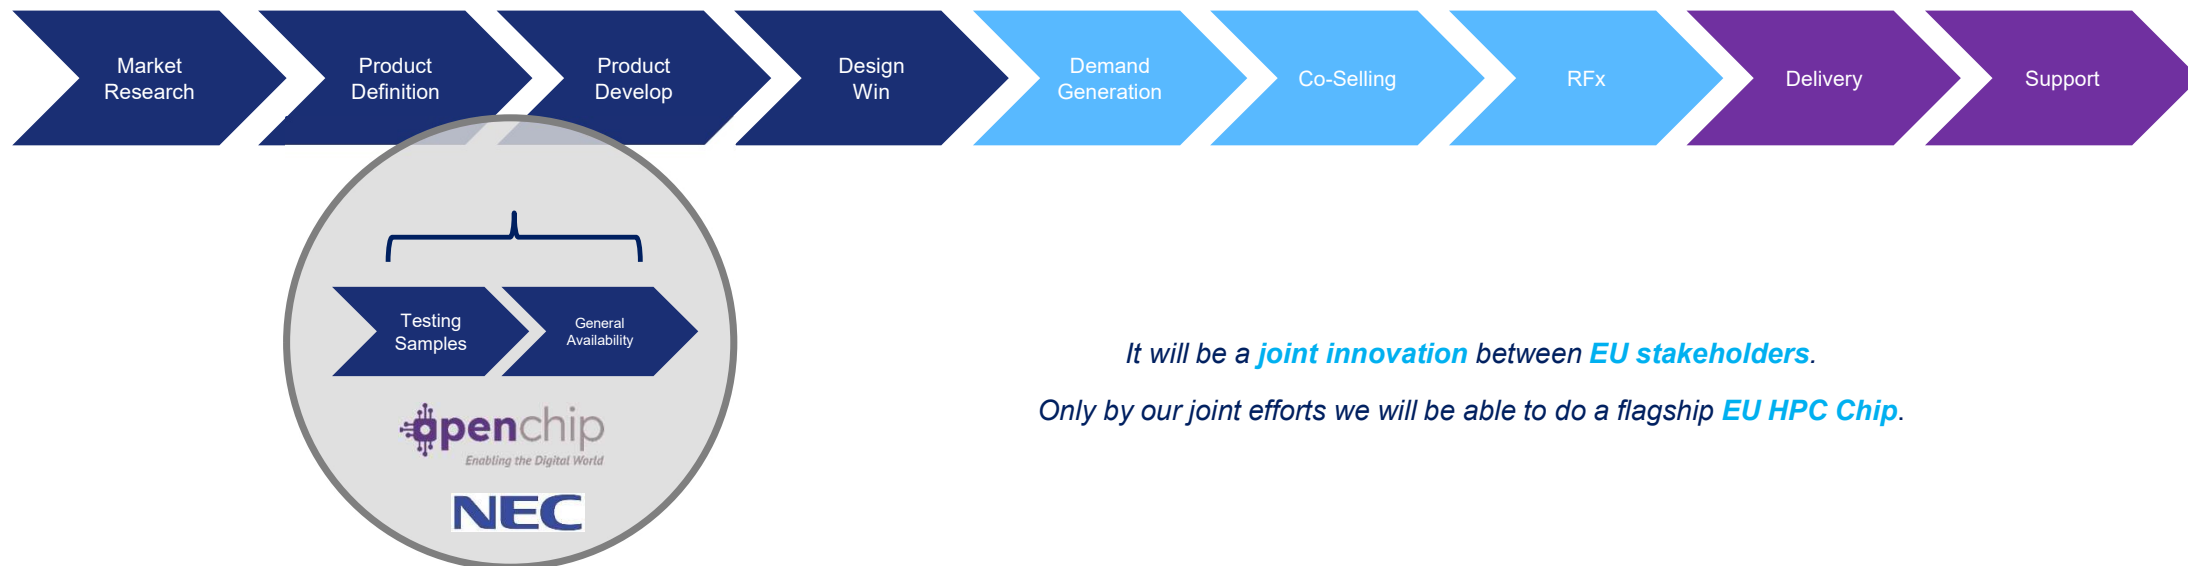 Market
Research
Product
Definition
Product
Develop
Design
Win
Demand
Generation
Co-Selling
RFx
Delivery
Support
Testing
Samples
General
Availability
openchip
Enabling the Digital World
NEC
It will be a joint innovation between EU stakeholders.
Only by our joint efforts we will be able to do a flagship EU HPC Chip.